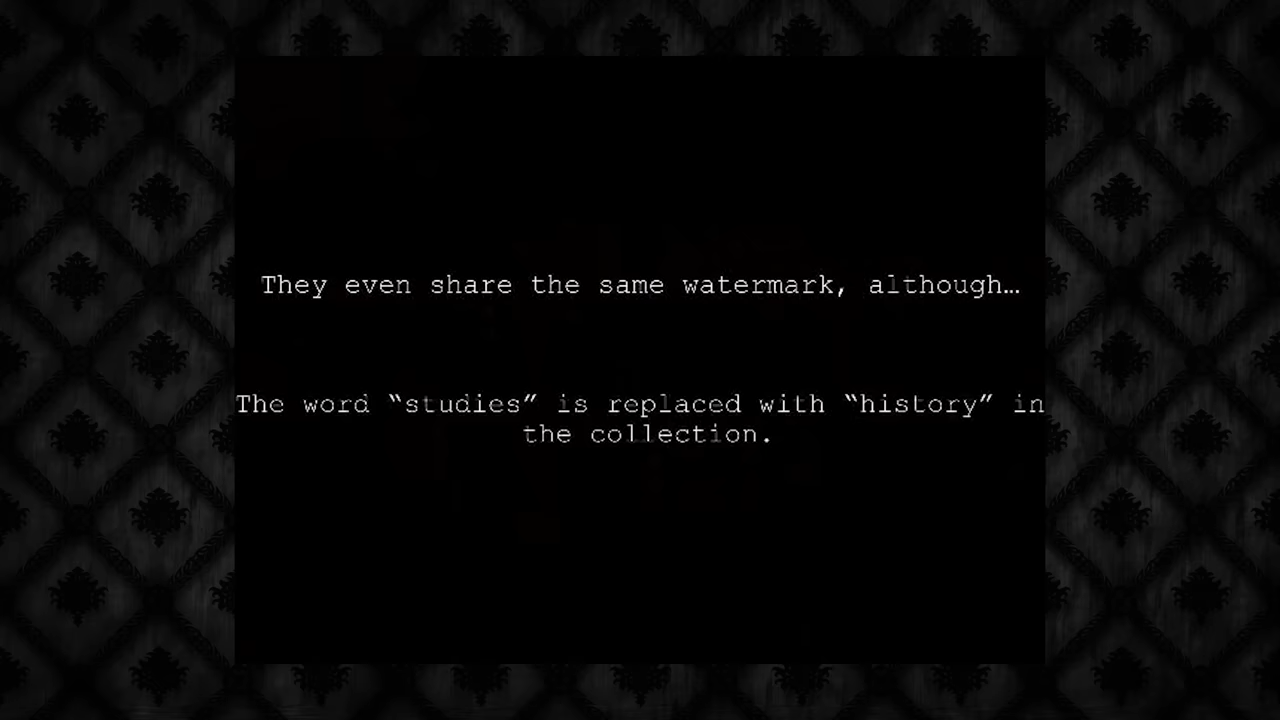 They even share the same watermark, although…
The word “studies” is replaced with “history” in
the collection.